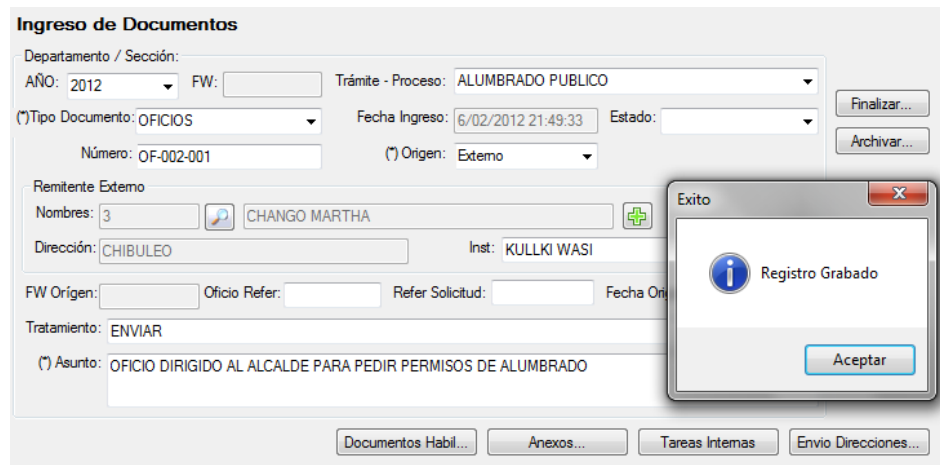 Ingreso de Documentos
Departamento / Sección:
AÑO: 2012 FW: Trámite - Proceso: ALUMBRADO PUBLICO
Finalizar...
(*)Tipo Documento: OFICIOS Fecha Ingreso: 6/02/2012 21:49:33 Estado:
Archivar...
Número: OF-002-001 (*) Origen: Externo
Remitente Externo
Nombres: 3 CHANGO MARTHA
Dirección: CHIBULEO Inst: KULLKI WASI
FW Orígen: Oficio Refer: Refer Solicitud: Fecha
Tratamiento: ENVIAR
(*) Asunto: OFICIO DIRIGIDO AL ALCALDE PARA PEDIR PERMISOS DE ALUMBRADO
Exito
Registro Grabado
Aceptar
Documentos Habil... Anexos... Tareas Internas Envio Direcciones...